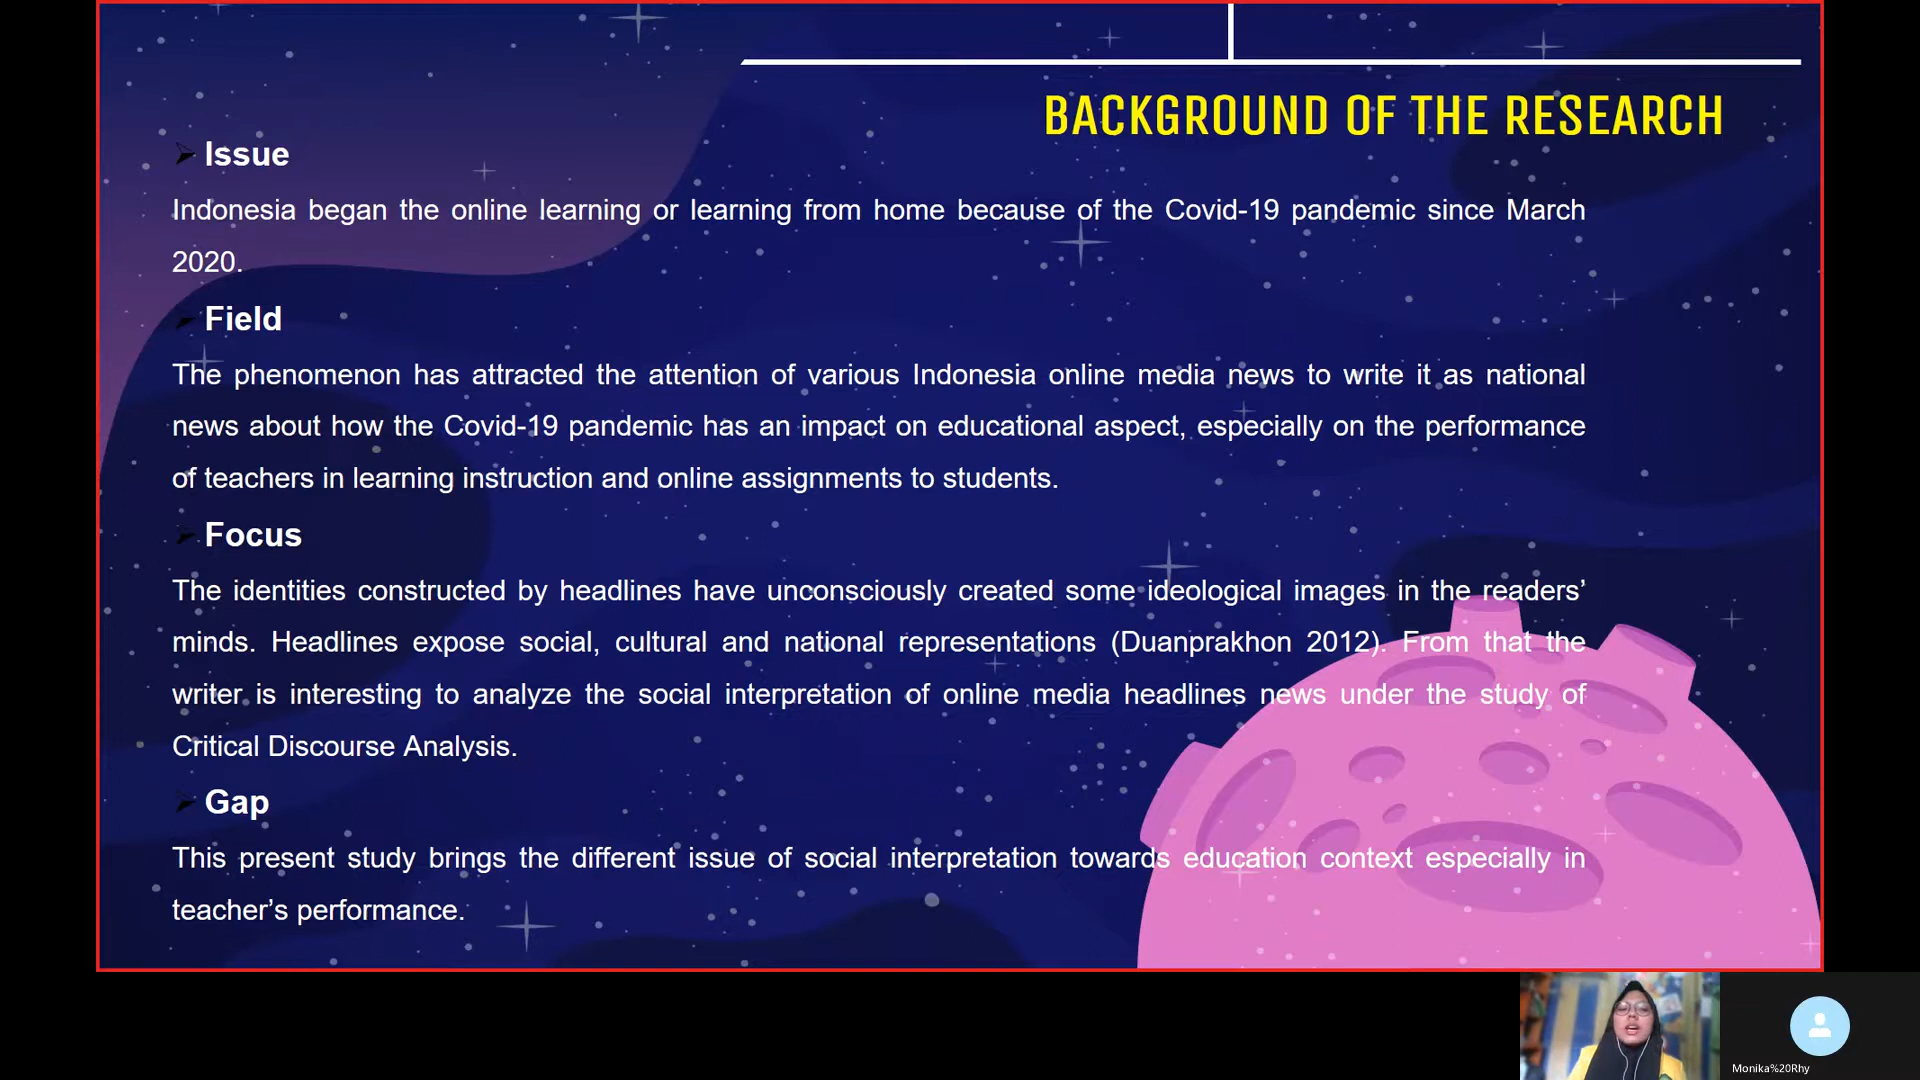 BACKGROUND OF THE RESEARCH
Issue
Indonesia began the online learning or learning from home because of the Covid-19 pandemic since March
2020.
Field
The phenomenon has attracted the attention of various Indonesia online media news to write it as national
news about how the Covid-19 pandemic has an impact on educational aspect, especially on the performance
of teachers in learning instruction and online assignments to students.
Focus
The identities constructed by headlines have unconsciously created some ideological images in the readers’
minds. Headlines expose social, cultural and national representations (Duanprakhon 2012). From that the
writer is interesting to analyze the social interpretation of online media headlines news under the study of
Critical Discourse Analysis.
Gap
This present study brings the different issue of social interpretation towards education context especially in
teacher’s performance.
Monika%20Rhy